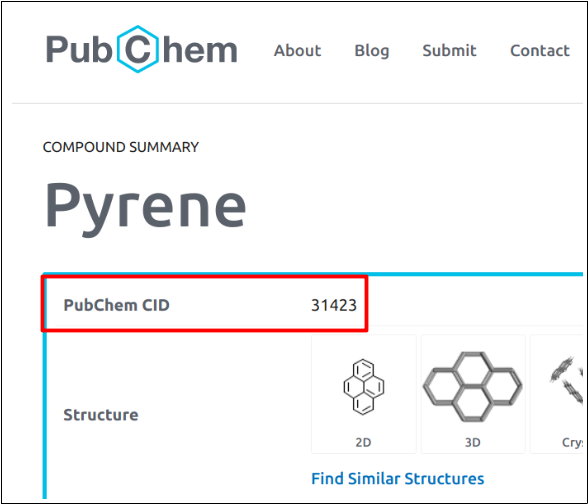 PubChem About Blog Submit Contact
COMPOUND SUMMARY
Pyrene
PubChem CID 31423
Structure
2D 3D Crys
Find Similar Structures